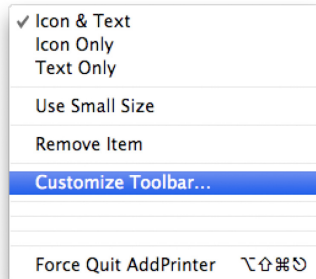 ✓ Icon & Text
Icon Only
Text Only
Use Small Size
Remove Item
Customize Toolbar...
Force Quit AddPrinter ⌥⇧⌘⎋